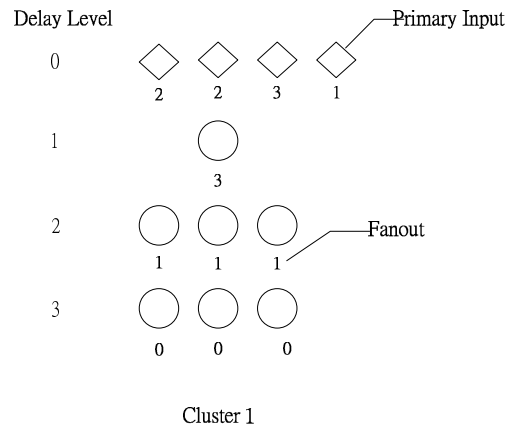 Delay Level
Primary Input
0
2 2 3 1
1
3
2
Fanout
1 1 1
3
0 0 0
Cluster 1